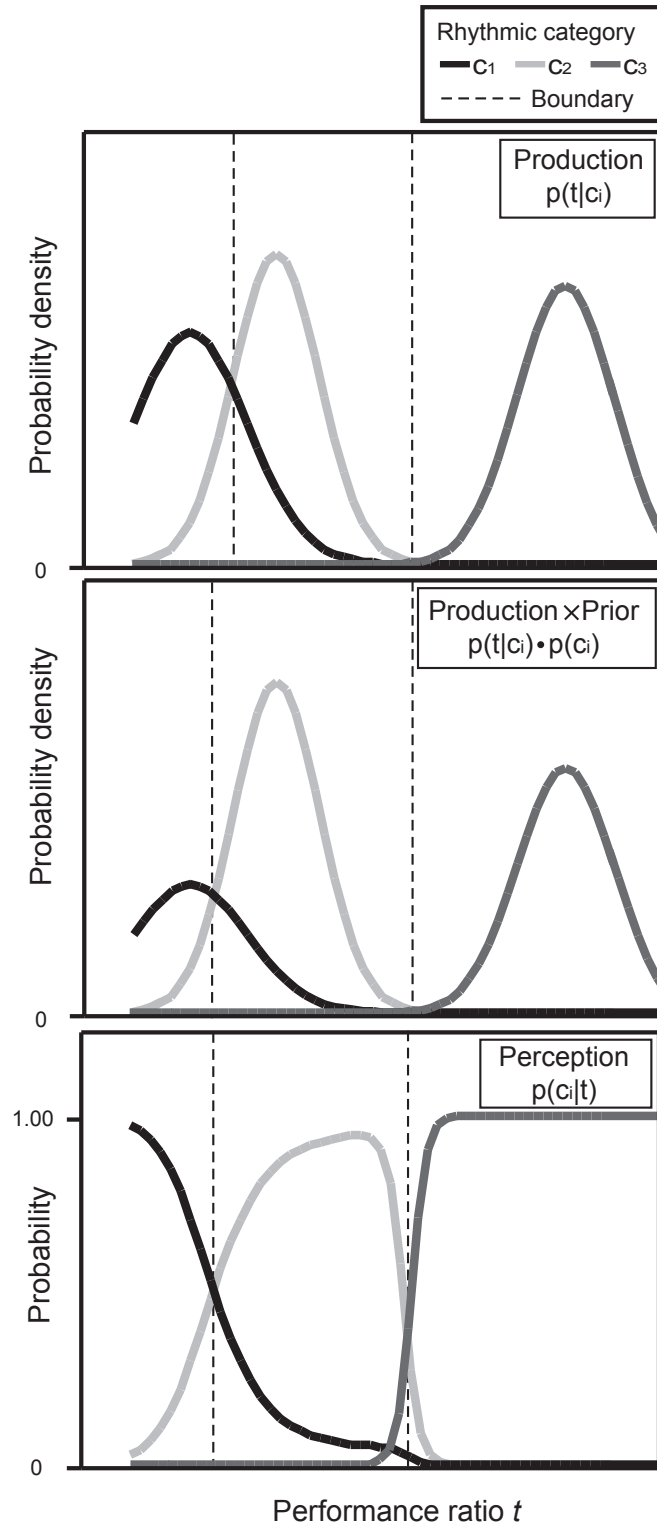 Rhythmic category
c1 c2 c3
Boundary
Production
p(t|ci)
Probability density
0
Production×Prior
p(t|ci)•p(ci)
Probability density
0
Perception
p(ci|t)
1.00
Probability
0
Performance ratio t